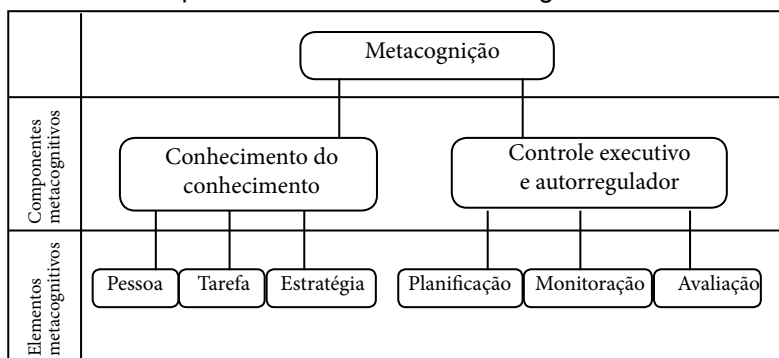 Metacognição
Componentes
metacognitivos
Conhecimento do
conhecimento
Controle executivo
e autorregulador
Elementos
metacognitivos
Pessoa
Tarefa
Estratégia
Planificação
Monitoração
Avaliação